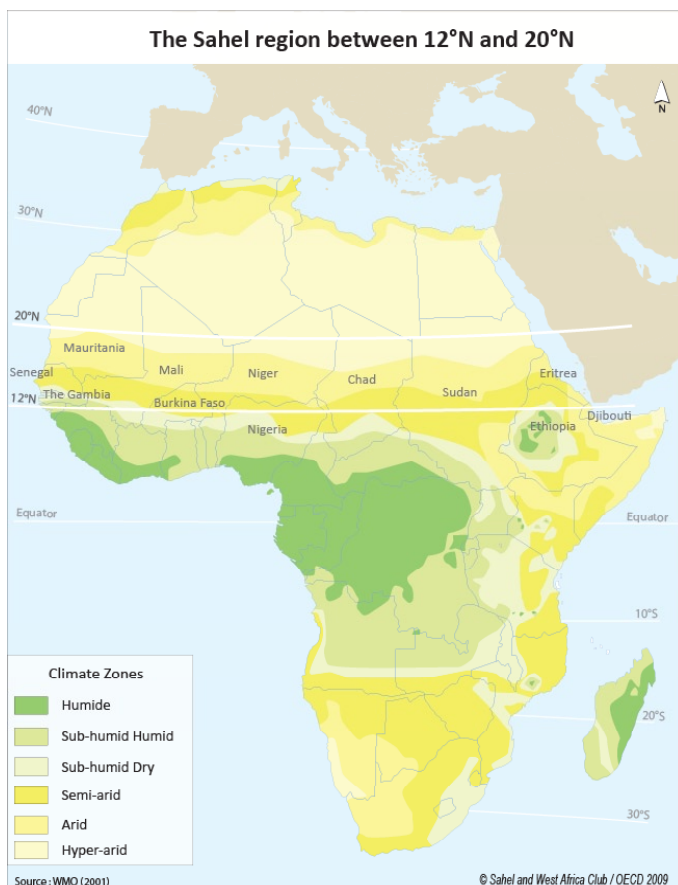 The Sahel region between 12°N and 20°N
N
40°N
30°N
20°N
Mauritania
Mali
Niger
Chad
Sudan
Eritrea
Senegal
The Gambia
Burkina Faso
12°N
Nigeria
Ethiopia
Djibouti
Equator
Equator
10°S
20°S
30°S
Climate Zones
Humide
Sub-humid Humid
Sub-humid Dry
Semi-arid
Arid
Hyper-arid
Source : WMO (2001)
© Sahel and West Africa Club / OECD 2009